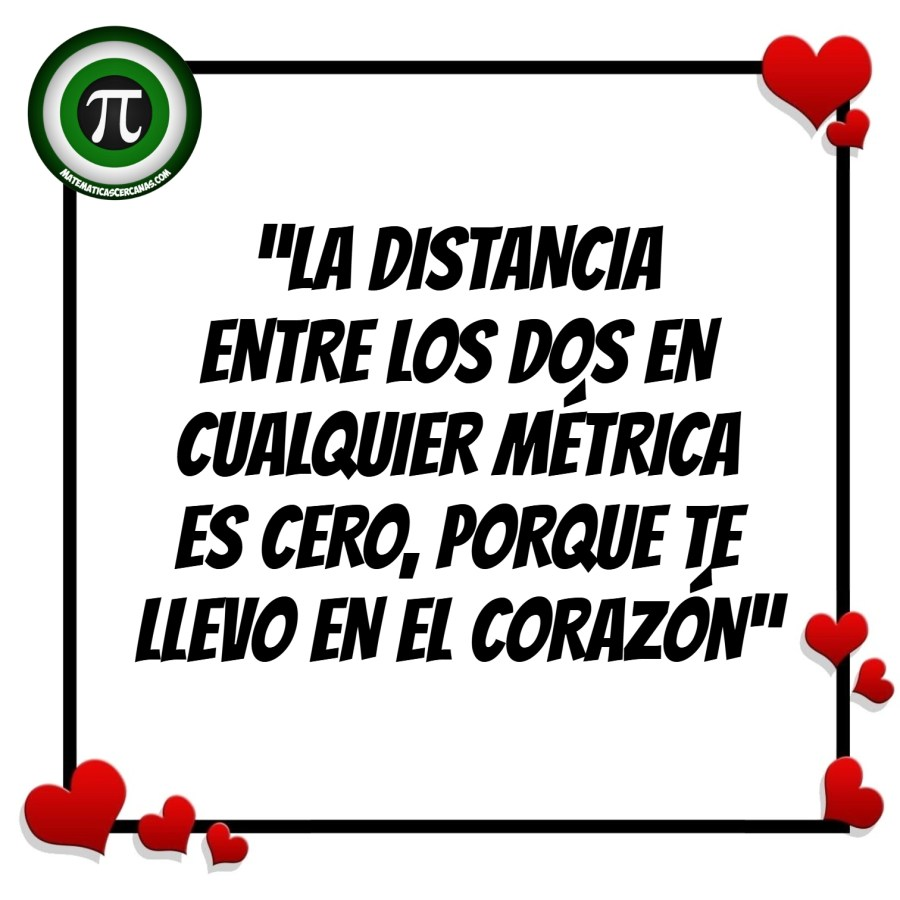 π
MATEMATICASCERCANAS.COM
"LA DISTANCIA
ENTRE LOS DOS EN
CUALQUIER MÉTRICA
ES CERO, PORQUE TE
LLEVO EN EL CORAZÓN"